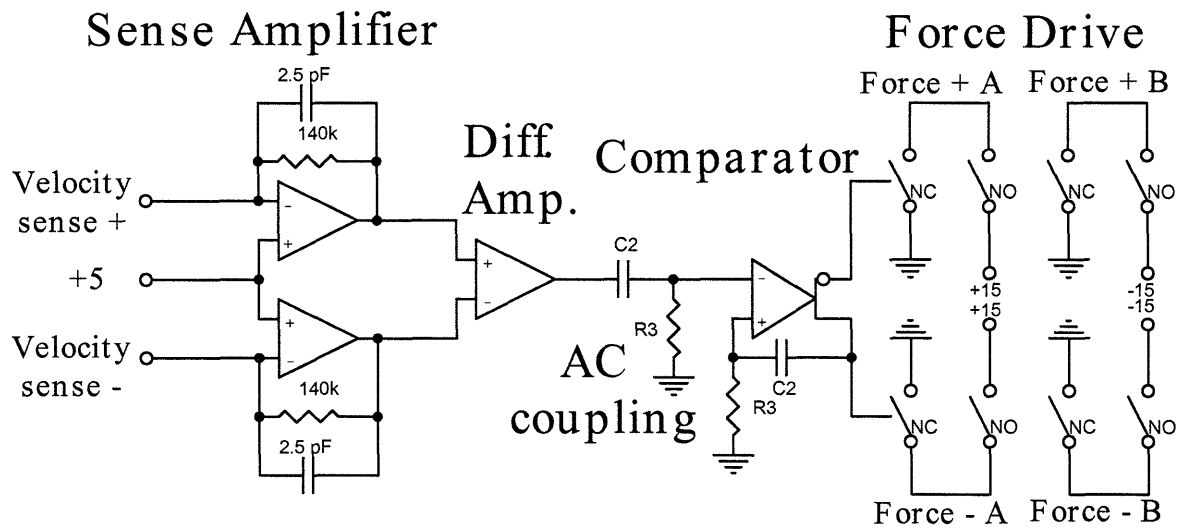 Sense Amplifier
Force Drive
2.5 pF
140k
Force + A
Force + B
Diff.
Amp.
Comparator
Velocity
sense +
-
+
NC
NO
NC
NO
C2
+
-
-
+
+5
R3
+15
+15
-15
-15
+
-
Velocity
sense -
140k
2.5 pF
AC
coupling
C2
R3
NC
NO
NC
NO
Force - A
Force - B